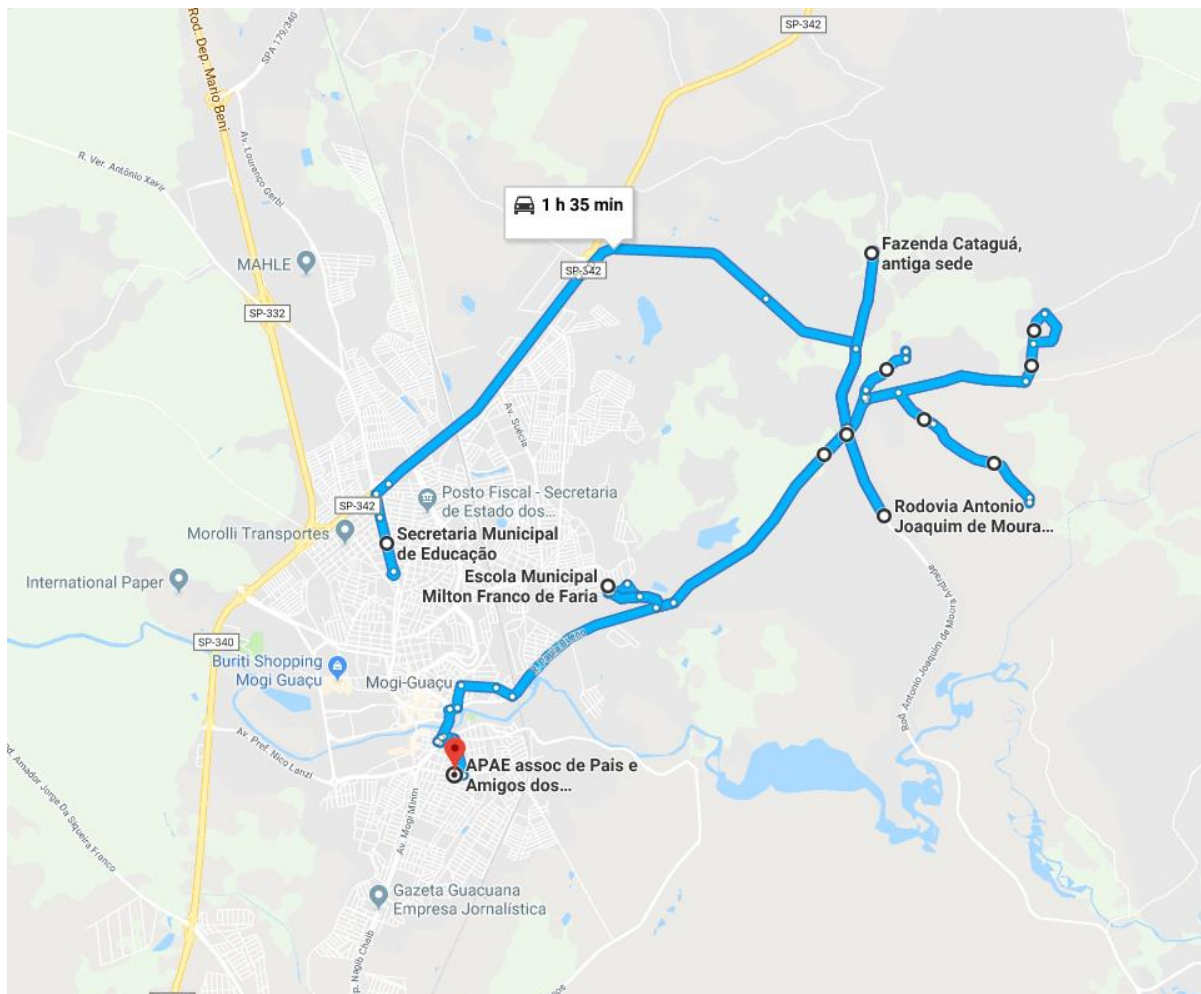 SP-342
Rod. Dep. Mario Beni
SPA 179/340
Av. Lourenço Gerbi
R. Ver. Antônio Xavir
1 h 35 min
Fazenda Cataguá,
antiga sede
MAHLE
SP-342
SP-332
Av. Suécia
Posto Fiscal - Secretaria
de Estado dos...
SP-342
Morolli Transportes
Secretaria Municipal
de Educação
Rodovia Antonio
Joaquim de Moura...
Escola Municipal
Milton Franco de Faria
International Paper
SP-340
Buriti Shopping
Mogi Guaçu
Mogi-Guaçu
Rod. Antonio Joaquim de Moura Andrade
Av. Pref. Nico Lanzi
APAE assoc de Pais e
Amigos dos...
Amador Jorge Da Siqueira Franco
Av. Mogi Mirim
Gazeta Guacuana
Empresa Jornalística
Nagib Chaib